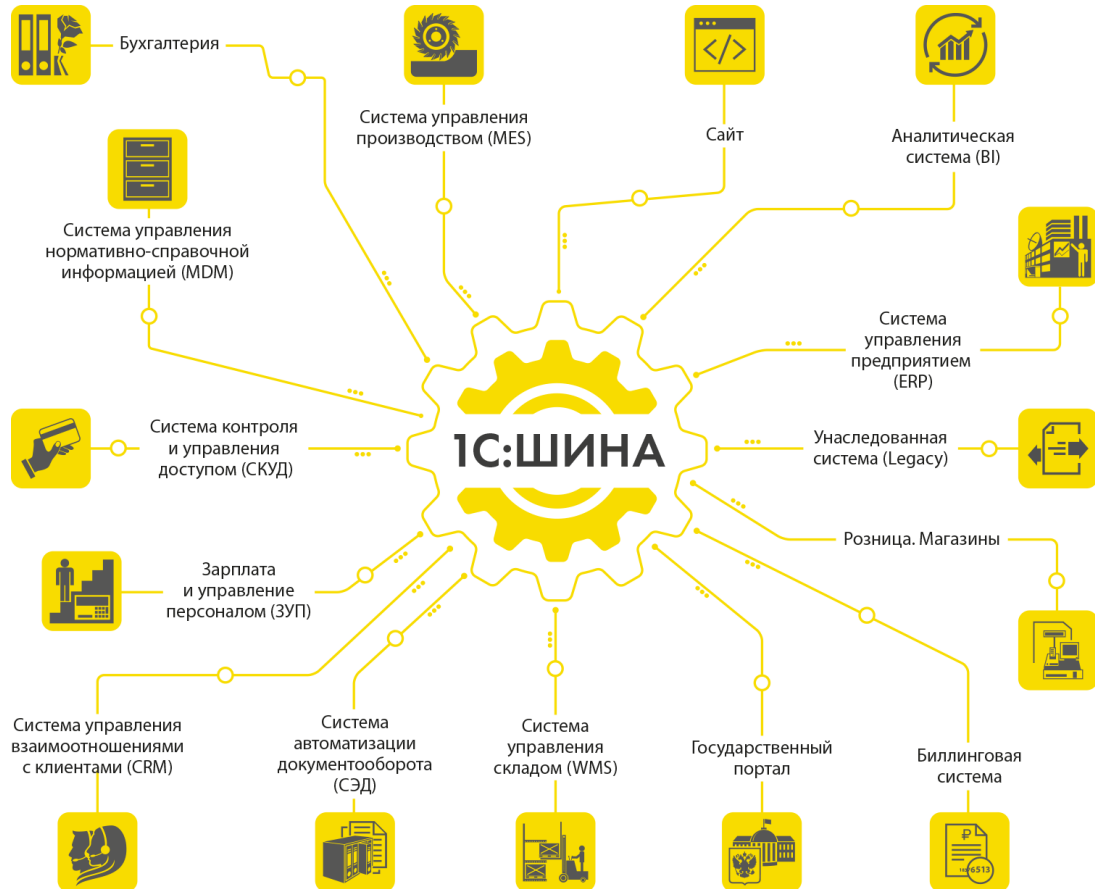 Бухгалтерия
</>
Система управления
производством (MES)
Сайт
Аналитическая
система (BI)
Система управления
нормативно-справочной
информацией (MDM)
Система
управления
предприятием
(ERP)
Система контроля
и управления
доступом (СКУД)
1С:ШИНА
Унаследованная
система (Legacy)
Розница. Магазины
Зарплата
и управление
персоналом (ЗУП)
Система управления
взаимоотношениями
с клиентами (CRM)
Система
автоматизации
документооборота
(СЭД)
Система
управления
складом (WMS)
Государственный
портал
Биллинговая
система
₽